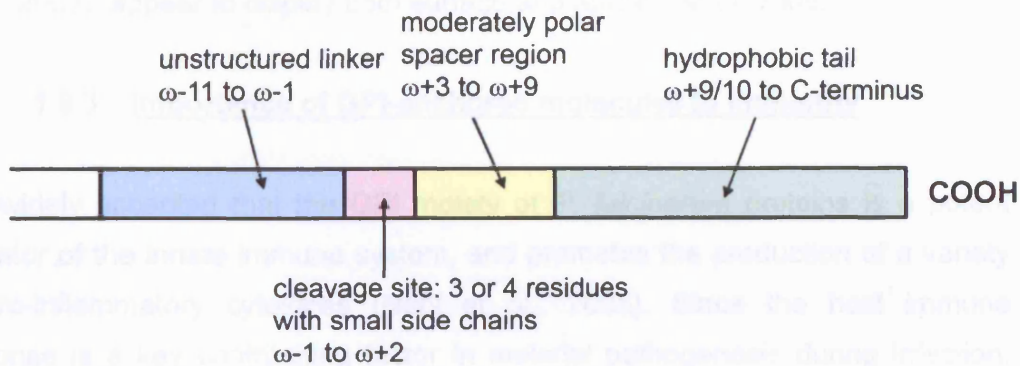 moderately polar
spacer region
ω+3 to ω+9
unstructured linker
ω-11 to ω-1
hydrophobic tail
ω+9/10 to C-terminus
COOH
cleavage site: 3 or 4 residues
with small side chains
ω-1 to ω+2